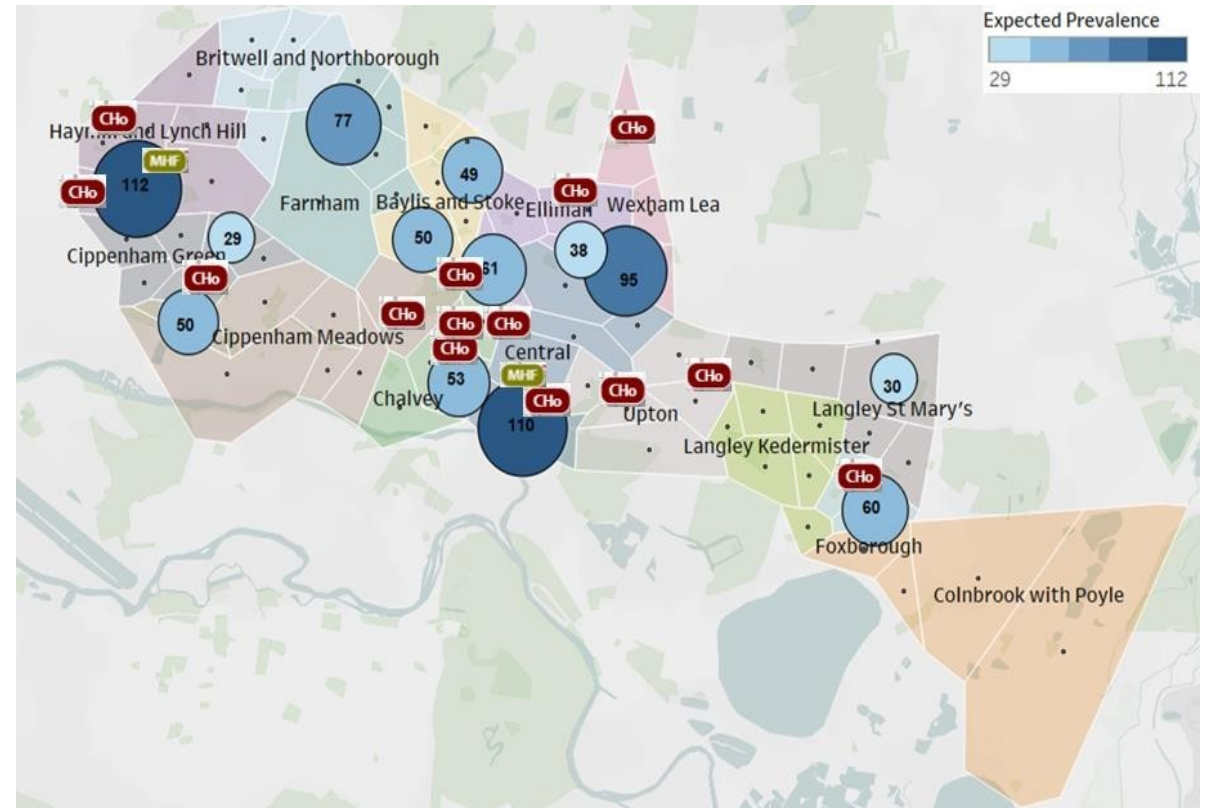 Expected Prevalence
29 112
Britwell and Northborough
77
CHo
CHo
and Lynch Hill
MHF
49
112
CHo
CHo
Farnham
Baylis and Stoke
Elliman
Wexham Lea
29
50
38
Cippenham Green
61
CHo
CHo
95
CHo
50
CHo
CHo
Cippenham Meadows
CHo
Central
53
MHF
CHo
30
Chalvey
CHo
CHo
Upton
Langley St Mary's
110
Langley Kedermister
CHo
60
Foxborough
Colnbrook with Poyle